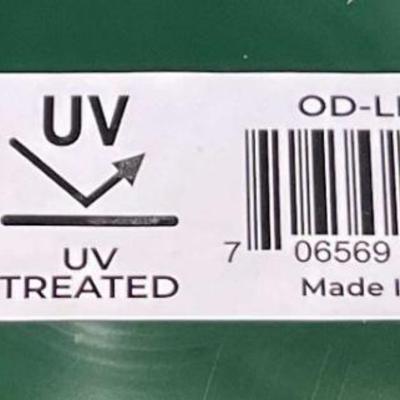 UV
UV
TREATED
OD-LI
7 06569
Made I